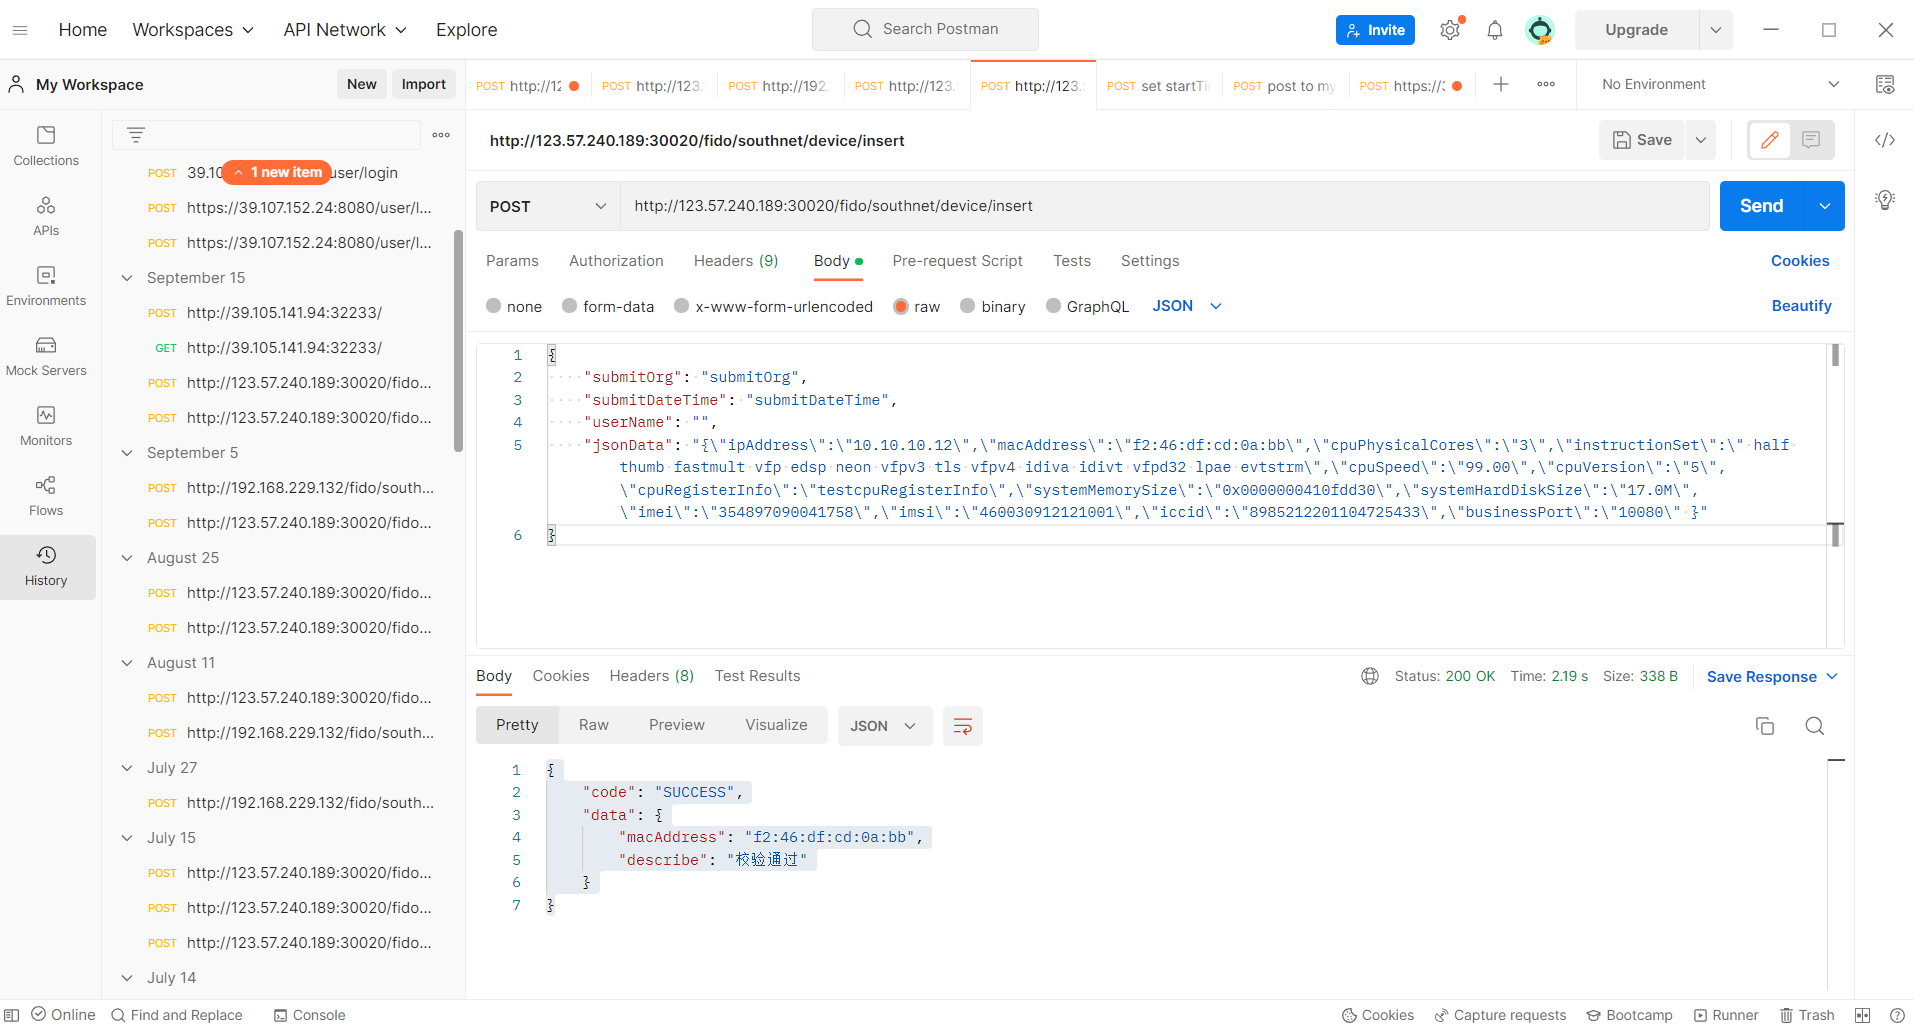 Home Workspaces API Network Explore Search Postman Invite Upgrade
My Workspace New Import
POST http://12 POST http://123. POST http://192. POST http://123. POST http://123. POST set startTi POST post to my POST https://: No Environment
Collections
APIs
Environments
Mock Servers
Monitors
Flows
History
1 new item
POST 39.10 user/login
POST https://39.107.152.24:8080/user/l...
POST https://39.107.152.24:8080/user/l...
September 15
POST http://39.105.141.94:32233/
GET http://39.105.141.94:32233/
POST http://123.57.240.189:30020/fido...
POST http://123.57.240.189:30020/fido...
September 5
POST http://192.168.229.132/fido/south...
POST http://123.57.240.189:30020/fido...
August 25
POST http://123.57.240.189:30020/fido...
POST http://123.57.240.189:30020/fido...
August 11
POST http://123.57.240.189:30020/fido...
POST http://192.168.229.132/fido/south...
July 27
POST http://192.168.229.132/fido/south...
July 15
POST http://123.57.240.189:30020/fido...
POST http://123.57.240.189:30020/fido...
POST http://123.57.240.189:30020/fido...
July 14
http://123.57.240.189:30020/fido/southnet/device/insert Save
POST http://123.57.240.189:30020/fido/southnet/device/insert Send
Params Authorization Headers (9) Body Pre-request Script Tests Settings Cookies
none form-data x-www-form-urlencoded raw binary GraphQL JSON Beautify
1 {
2 "submitOrg": "submitOrg",
3 "submitDateTime": "submitDateTime",
4 "userName": "",
5 "jsonData": "{\"ipAddress\":\"10.10.10.12\",\"macAddress\":\"f2:46:df:cd:0a:bb\",\"cpuPhysicalCores\":\"3\",\"instructionSet\":\" half
thumb fastmult vfp edsp neon vfpv3 tls vfpv4 idiva idivt vfpd32 lpae evtstrm\",\"cpuSpeed\":\"99.00\",\"cpuVersion\":\"5\",
\"cpuRegisterInfo\":\"testcpuRegisterInfo\",\"systemMemorySize\":\"0x0000000410fdd30\",\"systemHardDiskSize\":\"17.0M\",
\"imei\":\"354897090041758\",\"imsi\":\"460030912121001\",\"iccid\":\"8985212201104725433\",\"businessPort\":\"10080\" }"
6 }
Body Cookies Headers (8) Test Results Status: 200 OK Time: 2.19 s Size: 338 B Save Response
Pretty Raw Preview Visualize JSON
1 {
2 "code": "SUCCESS",
3 "data": {
4 "macAddress": "f2:46:df:cd:0a:bb",
5 "describe": "校验通过"
6 }
7 }
Online Find and Replace Console Cookies Capture requests Bootcamp Runner Trash